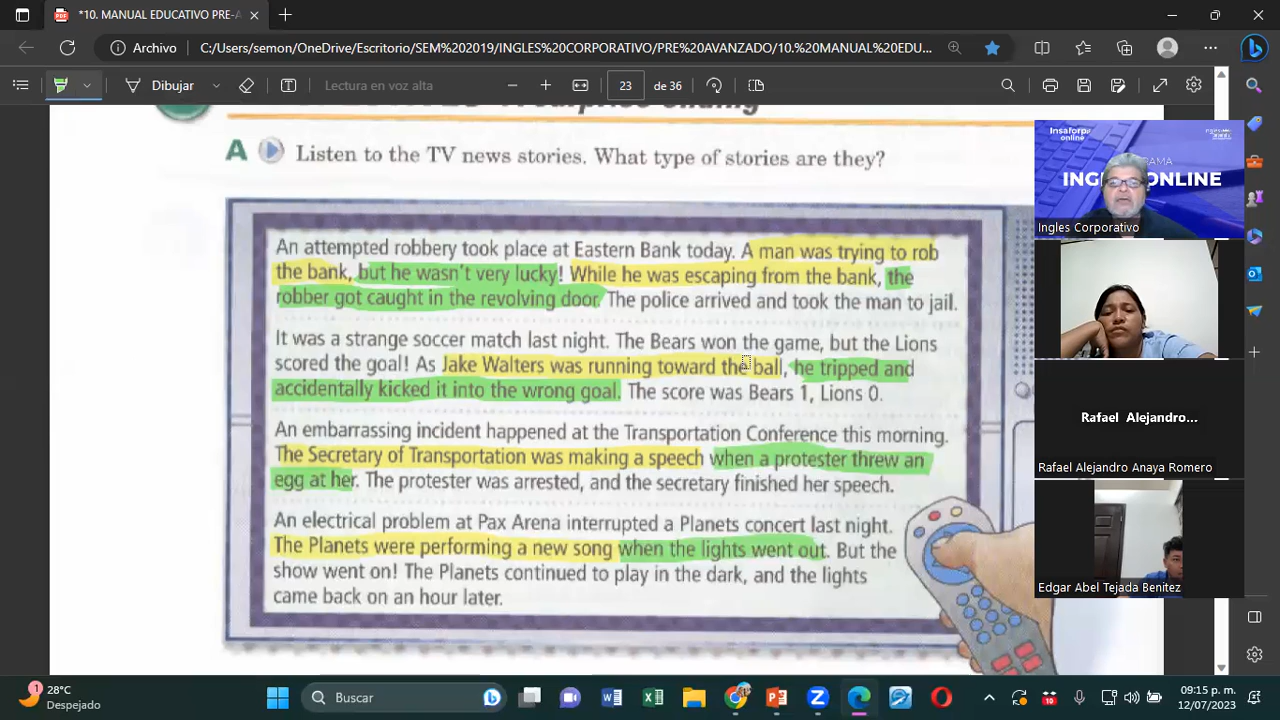 *10. MANUAL EDUCATIVO PRE-A
Archivo
C:/Users/semon/OneDrive/Escritorio/SEM%202019/INGLES%20CORPORATIVO/PRE%20AVANZADO/10.%20MANUAL%20EDU...
Dibujar
Lectura en voz alta
23
de 36
A
Listen to the TV news stories. What type of stories are they?
An attempted robbery took place at Eastern Bank today. A man was trying to rob
the bank, but he wasn't very lucky! While he was escaping from the bank, the
robber got caught in the revolving door. The police arrived and took the man to jail.
It was a strange soccer match last night. The Bears won the game, but the Lions
scored the goal! As Jake Walters was running toward the ball, he tripped and
accidentally kicked it into the wrong goal. The score was Bears 1, Lions 0.
An embarrassing incident happened at the Transportation Conference this morning.
The Secretary of Transportation was making a speech when a protester threw an
egg at her. The protester was arrested, and the secretary finished her speech.
An electrical problem at Pax Arena interrupted a Planets concert last night.
The Planets were performing a new song when the lights went out. But the
show went on! The Planets continued to play in the dark, and the lights
came back on an hour later.
Insaforp
online
INGLES ONLINE
Ingles Corporativo
Rafael Alejandro...
Rafael Alejandro Anaya Romero
Edgar Abel Tejada Benitez
1
28°C
Despejado
Buscar
10
09:15 p. m.
12/07/2023